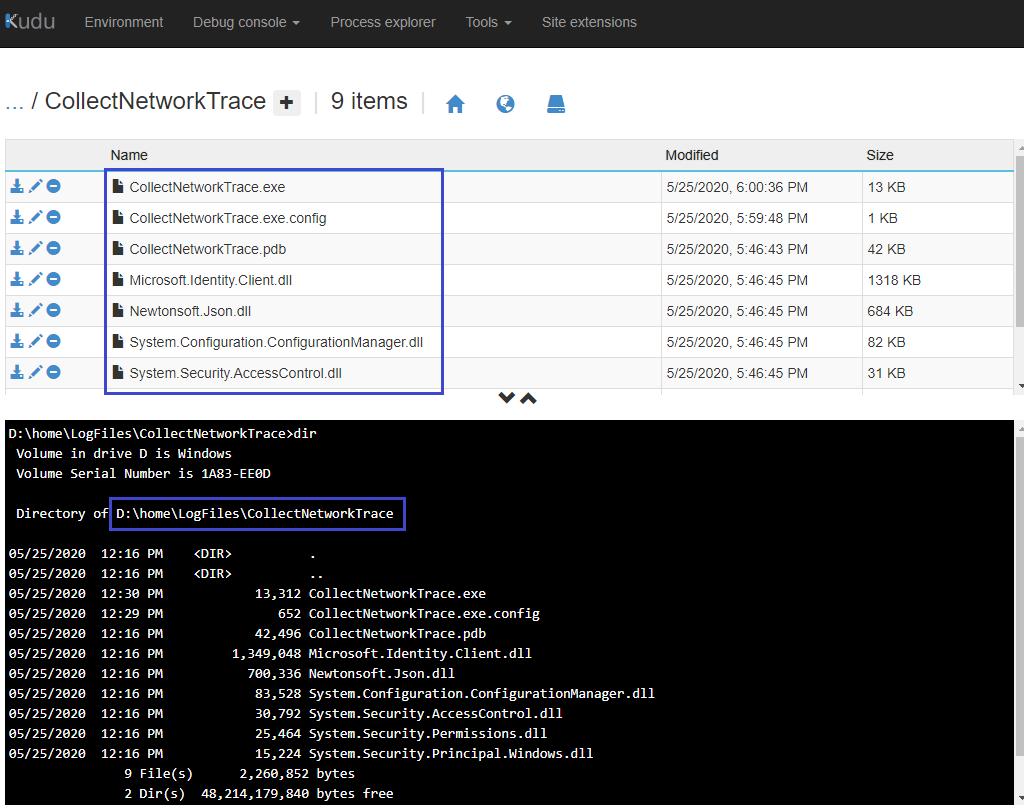 Kudu Environment Debug console Process explorer Tools Site extensions
... / CollectNetworkTrace + | 9 items |
Name Modified Size
CollectNetworkTrace.exe 5/25/2020, 6:00:36 PM 13 KB
CollectNetworkTrace.exe.config 5/25/2020, 5:59:48 PM 1 KB
CollectNetworkTrace.pdb 5/25/2020, 5:46:43 PM 42 KB
Microsoft.Identity.Client.dll 5/25/2020, 5:46:45 PM 1318 KB
Newtonsoft.Json.dll 5/25/2020, 5:46:45 PM 684 KB
System.Configuration.ConfigurationManager.dll 5/25/2020, 5:46:45 PM 82 KB
System.Security.AccessControl.dll 5/25/2020, 5:46:45 PM 31 KB
D:\home\LogFiles\CollectNetworkTrace>dir
Volume in drive D is Windows
Volume Serial Number is 1A83-EE0D
Directory of D:\home\LogFiles\CollectNetworkTrace
05/25/2020 12:16 PM <DIR> .
05/25/2020 12:16 PM <DIR> ..
05/25/2020 12:30 PM 13,312 CollectNetworkTrace.exe
05/25/2020 12:29 PM 652 CollectNetworkTrace.exe.config
05/25/2020 12:16 PM 42,496 CollectNetworkTrace.pdb
05/25/2020 12:16 PM 1,349,048 Microsoft.Identity.Client.dll
05/25/2020 12:16 PM 700,336 Newtonsoft.Json.dll
05/25/2020 12:16 PM 83,528 System.Configuration.ConfigurationManager.dll
05/25/2020 12:16 PM 30,792 System.Security.AccessControl.dll
05/25/2020 12:16 PM 25,464 System.Security.Permissions.dll
05/25/2020 12:16 PM 15,224 System.Security.Principal.Windows.dll
9 File(s) 2,260,852 bytes
2 Dir(s) 48,214,179,840 bytes free